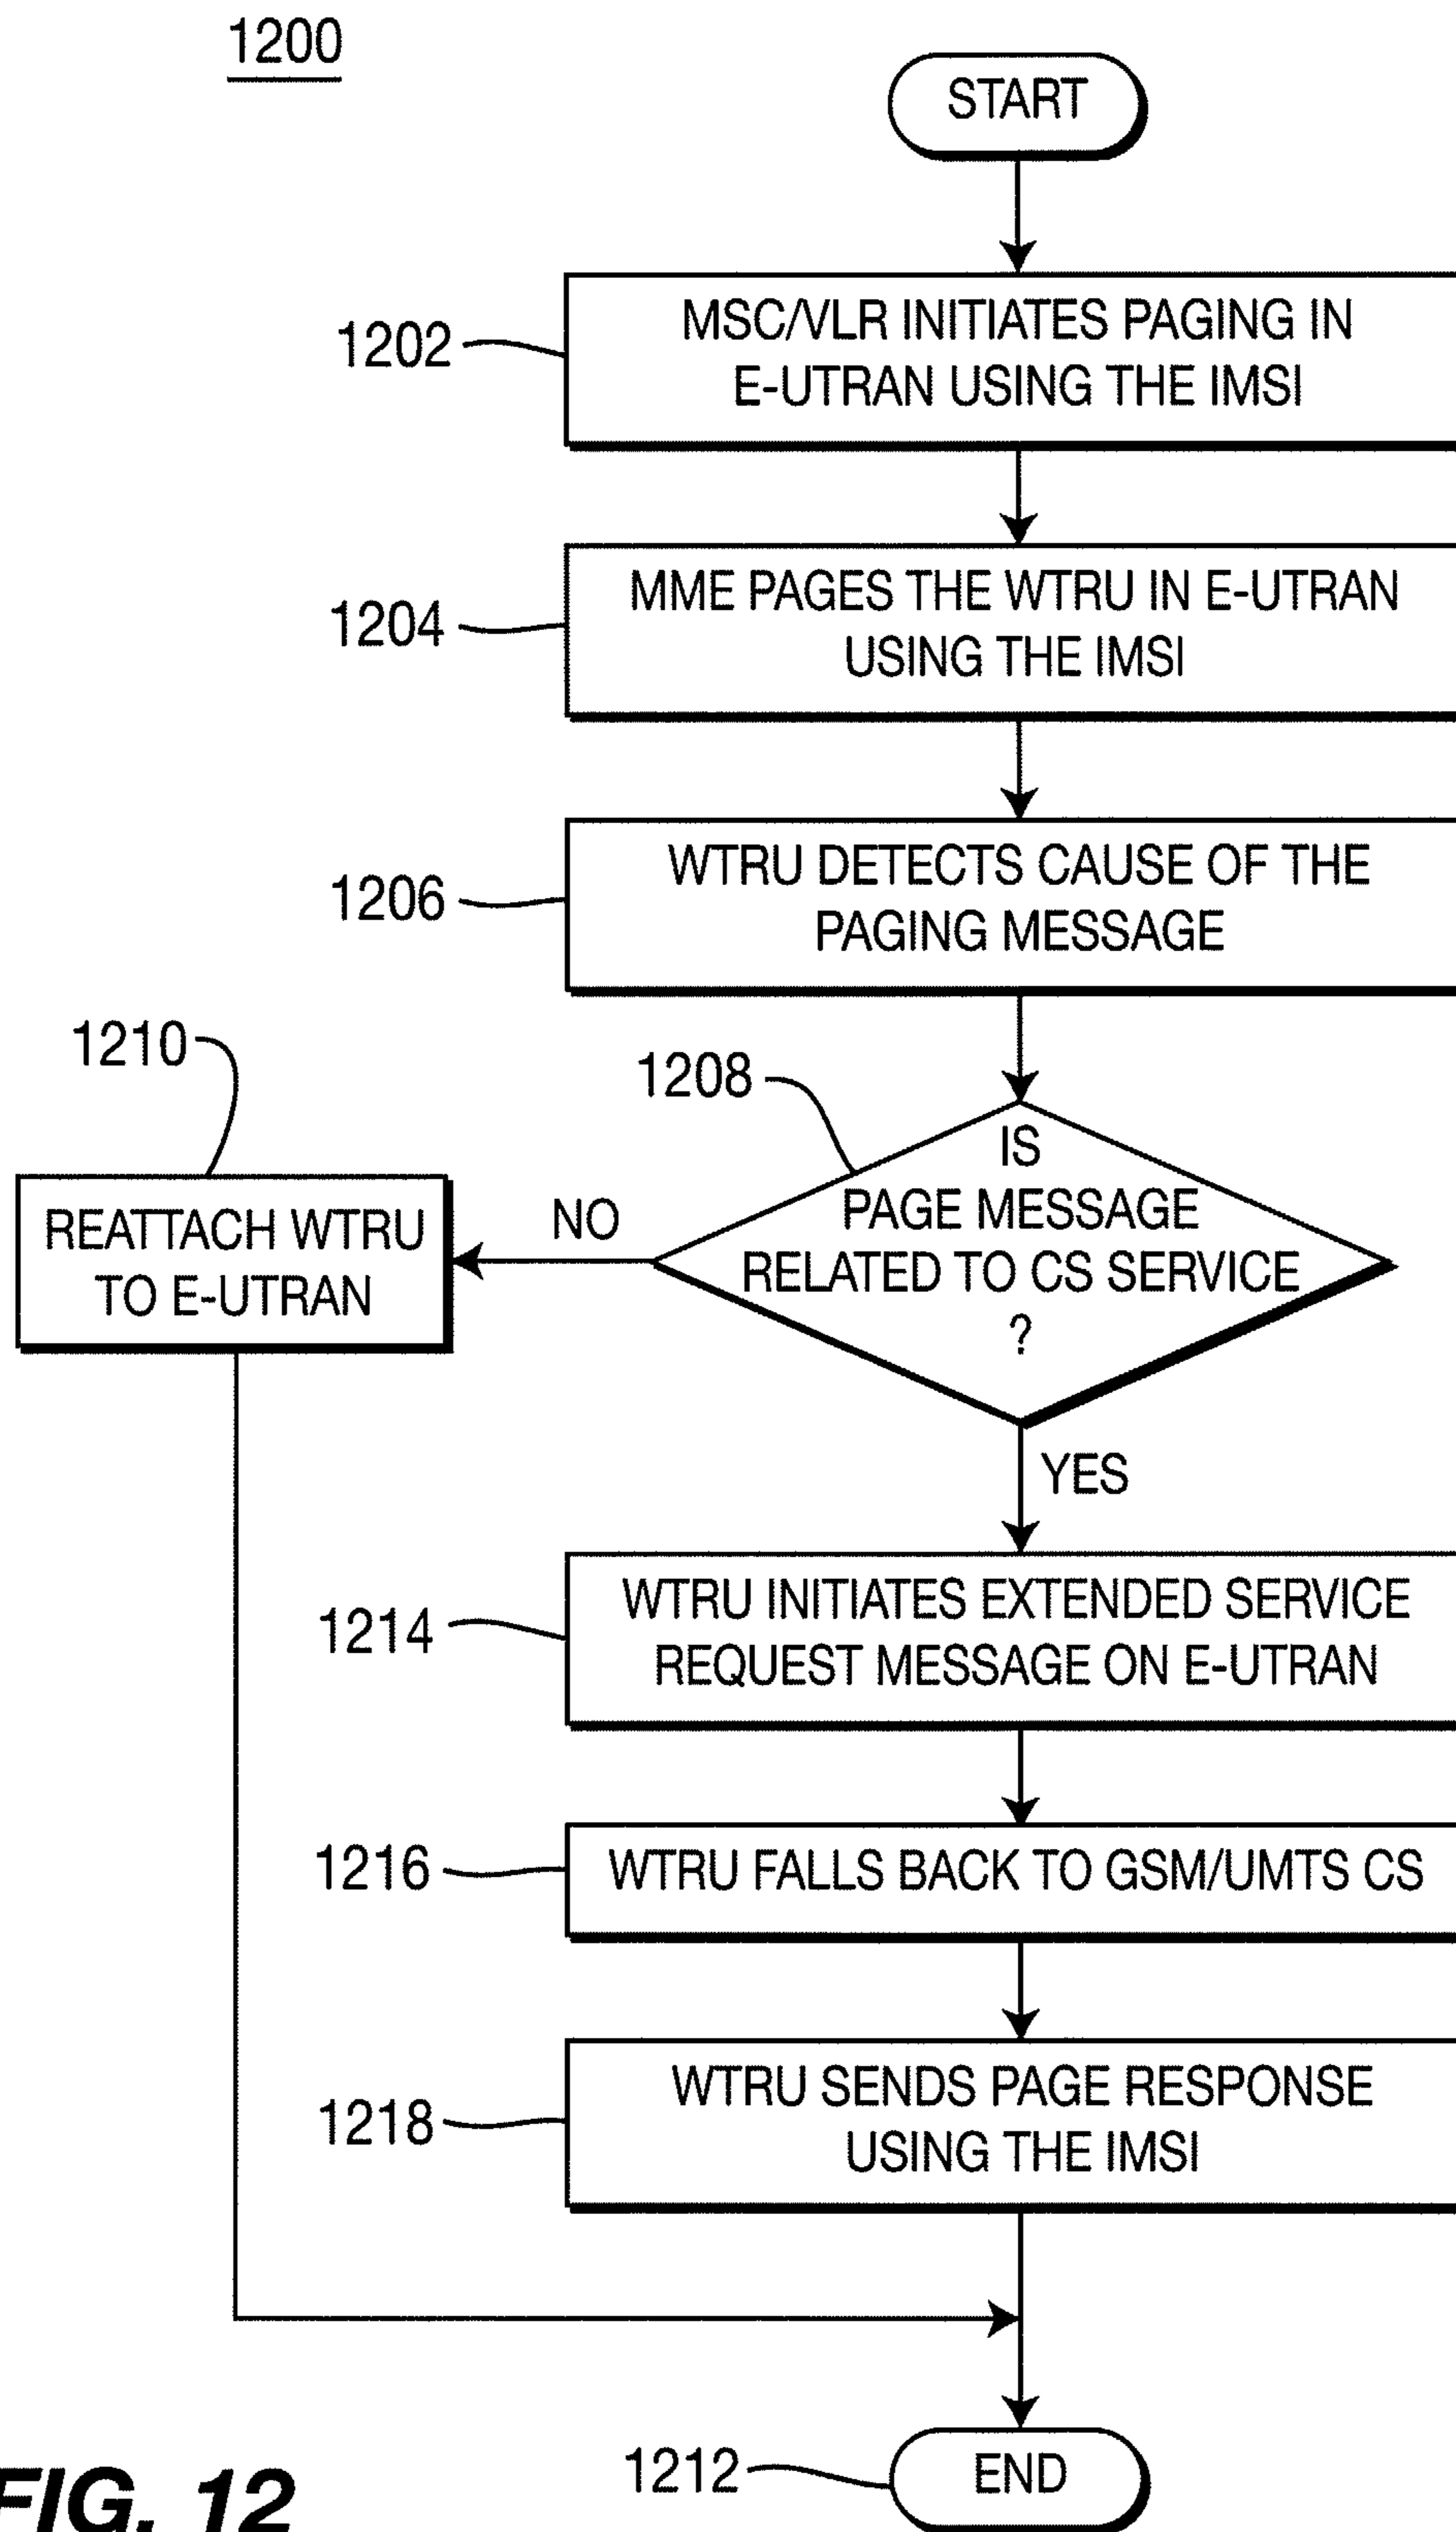 1200
START
1202
MSC/VLR INITIATES PAGING IN
E-UTRAN USING THE IMSI
1204
MME PAGES THE WTRU IN E-UTRAN
USING THE IMSI
1206
WTRU DETECTS CAUSE OF THE
PAGING MESSAGE
1208
IS
PAGE MESSAGE
RELATED TO CS SERVICE
?
NO
1210
REATTACH WTRU
TO E-UTRAN
YES
1214
WTRU INITIATES EXTENDED SERVICE
REQUEST MESSAGE ON E-UTRAN
1216
WTRU FALLS BACK TO GSM/UMTS CS
1218
WTRU SENDS PAGE RESPONSE
USING THE IMSI
1212
END
FIG. 12